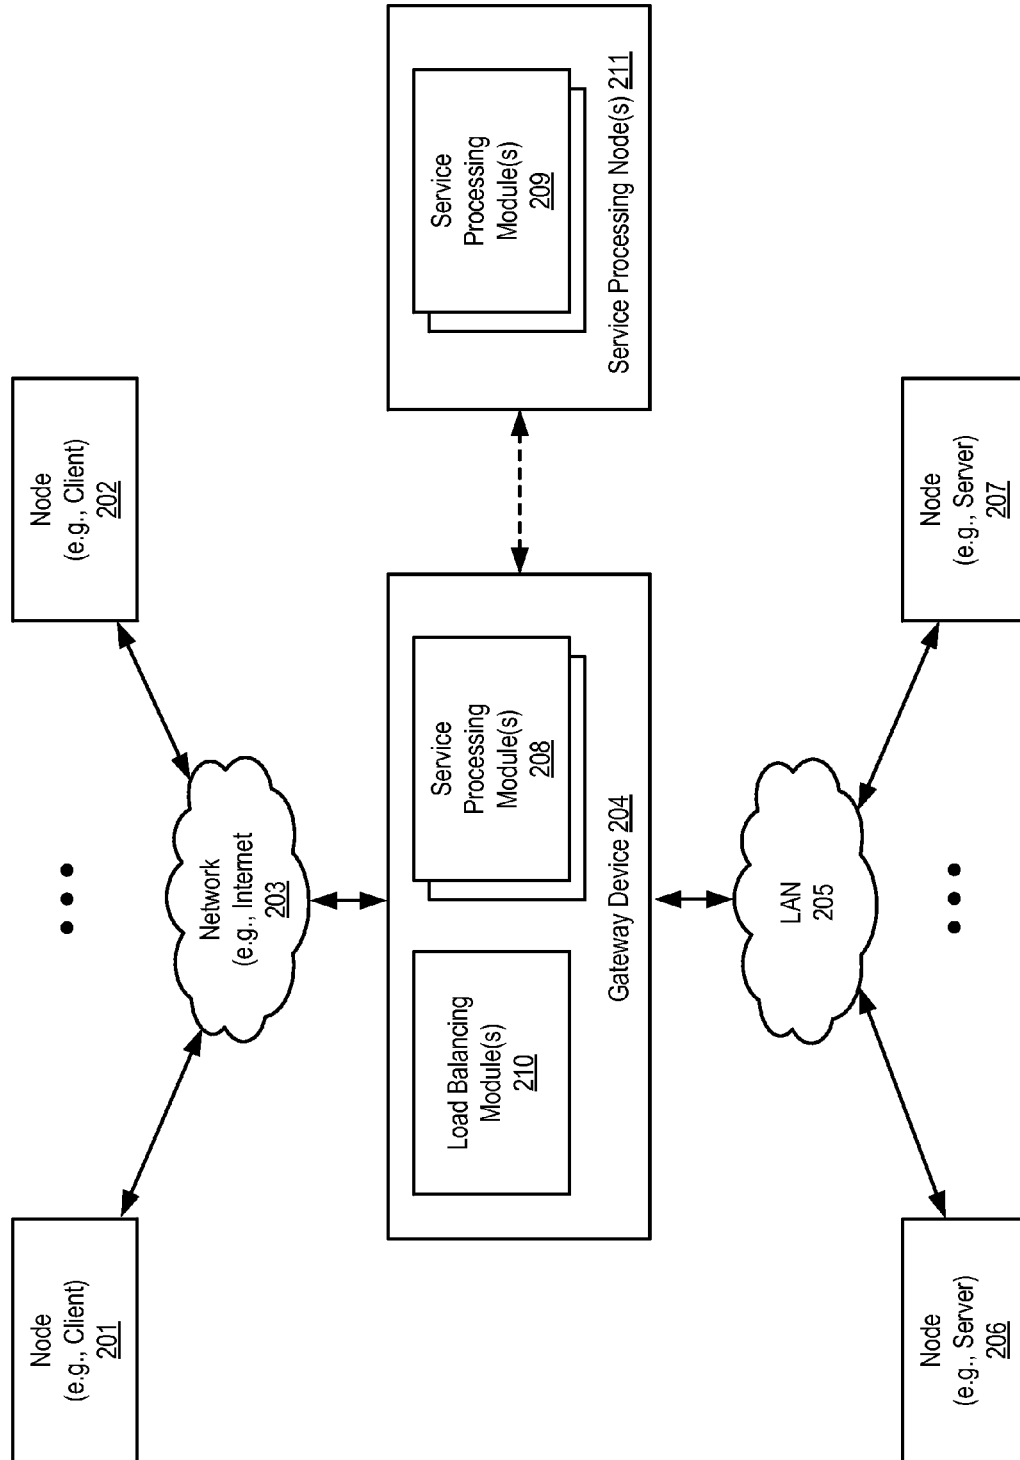 Node
(e.g., Client)
201
Node
(e.g., Client)
202
Network
(e.g., Internet
203
Load Balancing
Module(s)
210
Service
Processing
Module(s)
208
Gateway Device 204
Service
Processing
Module(s)
209
Service Processing Node(s) 211
LAN
205
Node
(e.g., Server)
206
Node
(e.g., Server)
207